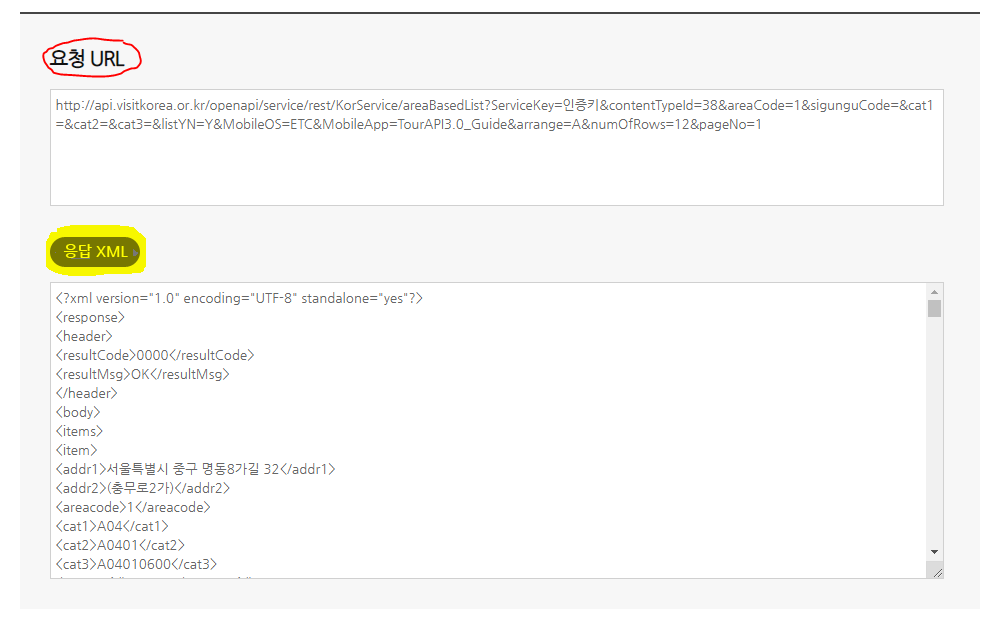 요청 URL
http://api.visitkorea.or.kr/openapi/service/rest/KorService/areaBasedList?ServiceKey=인증키&contentTypeId=38&areaCode=1&sigunguCode=&cat1
=&cat2=&cat3=&listYN=Y&MobileOS=ETC&MobileApp=TourAPI3.0_Guide&arrange=A&numOfRows=12&pageNo=1
응답 XML
<?xml version="1.0" encoding="UTF-8" standalone="yes"?>
<response>
<header>
<resultCode>0000</resultCode>
<resultMsg>OK</resultMsg>
</header>
<body>
<items>
<item>
<addr1>서울특별시 중구 명동8가길 32</addr1>
<addr2>(충무로2가)</addr2>
<areacode>1</areacode>
<cat1>A04</cat1>
<cat2>A0401</cat2>
<cat3>A04010600</cat3>